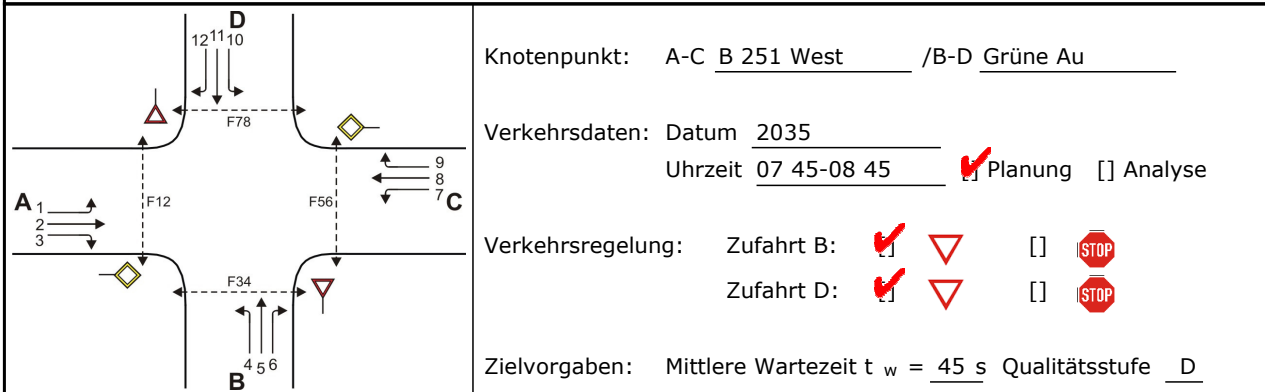 D
12 11 10
F78
9
8
7 C
A 1
2
3
F12
F56
F34
4 5 6
B
Knotenpunkt: A-C B 251 West /B-D Grüne Au
Verkehrsdaten: Datum 2035
Uhrzeit 07 45-08 45 [] Planung [] Analyse
Verkehrsregelung: Zufahrt B: [] [] STOP
Zufahrt D: [] [] STOP
Zielvorgaben: Mittlere Wartezeit t w = 45 s Qualitätsstufe D